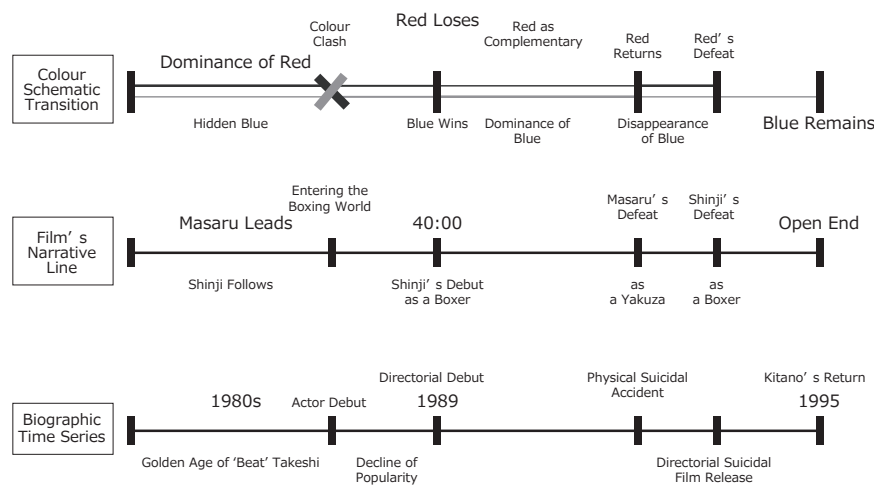 Colour
Schematic
Transition
Dominance of Red
Hidden Blue
Colour
Clash
Red Loses
Blue Wins
Red as
Complementary
Dominance of
Blue
Red
Returns
Disappearance
of Blue
Red’s
Defeat
Blue Remains
Film’s
Narrative
Line
Masaru Leads
Shinji Follows
Entering the
Boxing World
40:00
Shinji’s Debut
as a Boxer
Masaru’s
Defeat
as
a Yakuza
Shinji’s
Defeat
as
a Boxer
Open End
Biographic
Time Series
1980s
Golden Age of ‘Beat’ Takeshi
Actor Debut
Decline of
Popularity
Directorial Debut
1989
Physical Suicidal
Accident
Directorial Suicidal
Film Release
Kitano’s Return
1995